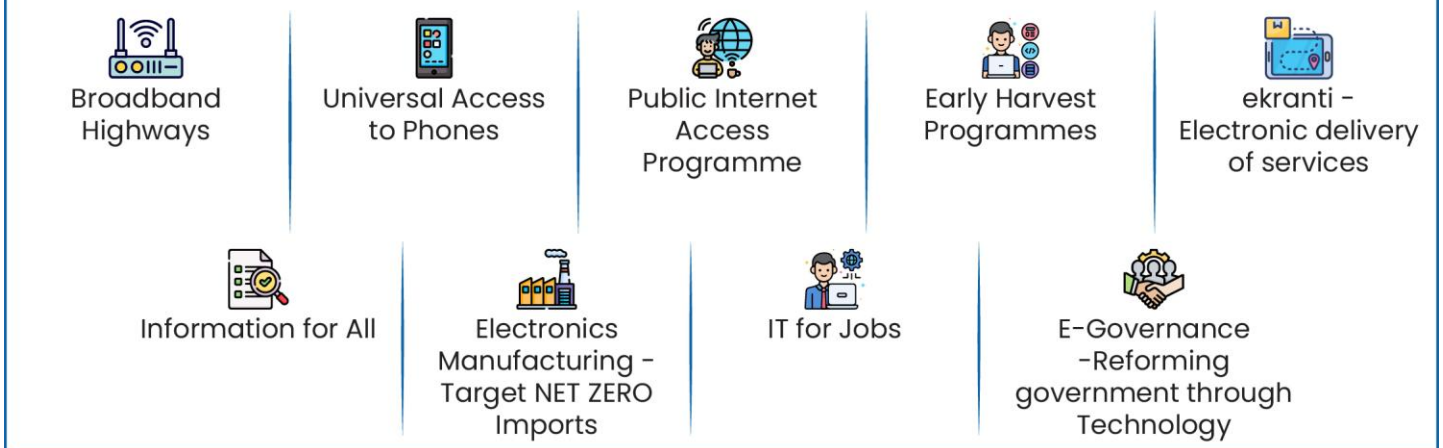 Broadband
Highways
Universal Access
to Phones
Public Internet
Access
Programme
Early Harvest
Programmes
ekranti -
Electronic delivery
of services
Information for All
Electronics
Manufacturing -
Target NET ZERO
Imports
IT for Jobs
E-Governance
-Reforming
government through
Technology